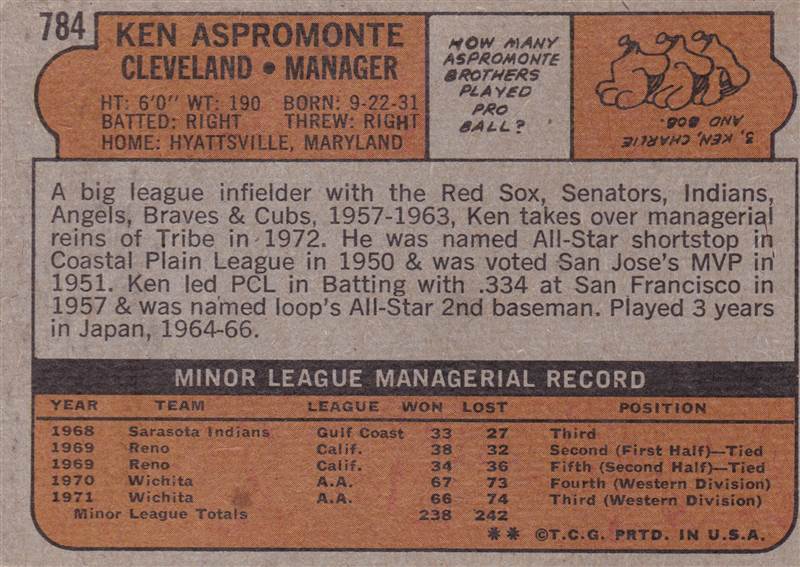 784
KEN ASPROMONTE
CLEVELAND • MANAGER
HT: 6'0" WT: 190 BORN: 9-22-31
BATTED: RIGHT THREW: RIGHT
HOME: HYATTSVILLE, MARYLAND
HOW MANY
ASPROMONTE
BROTHERS
PLAYED
PRO
BALL?
3. KEN, CHARLIE
AND BOB.
A big league infielder with the Red Sox, Senators, Indians,
Angels, Braves & Cubs, 1957-1963, Ken takes over managerial
reins of Tribe in 1972. He was named All-Star shortstop in
Coastal Plain League in 1950 & was voted San Jose's MVP in
1951. Ken led PCL in Batting with .334 at San Francisco in
1957 & was named loop's All-Star 2nd baseman. Played 3 years
in Japan, 1964-66.
MINOR LEAGUE MANAGERIAL RECORD
YEAR TEAM LEAGUE WON LOST POSITION
1968 Sarasota Indians Gulf Coast 33 27 Third
1969 Reno Calif. 38 32 Second (First Half)—Tied
1969 Reno Calif. 34 36 Fifth (Second Half)—Tied
1970 Wichita A.A. 67 73 Fourth (Western Division)
1971 Wichita A.A. 66 74 Third (Western Division)
Minor League Totals 238 242
** ©T.C.G. PRTD. IN U.S.A.